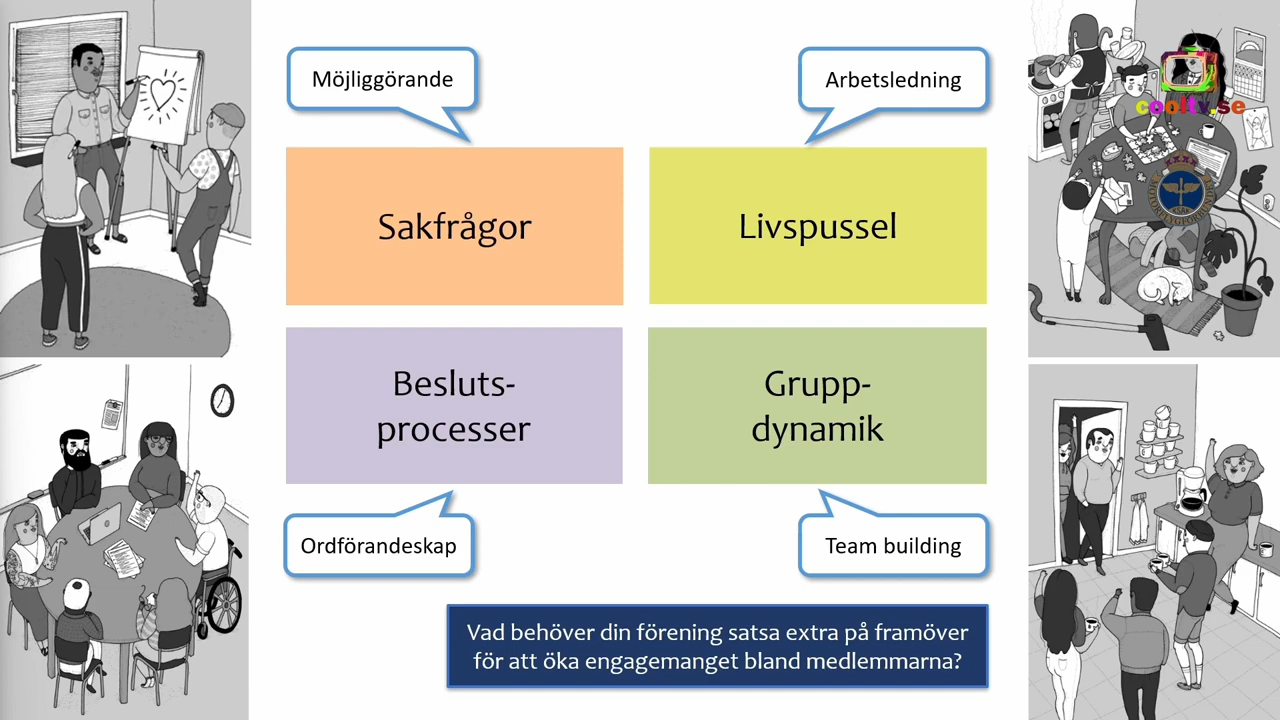 Möjliggörande
Arbetsledning
cooltv.se
Sakfrågor
Livspussel
Besluts-
processer
Grupp-
dynamik
Ordförandeskap
Team building
Vad behöver din förening satsa extra på framöver
för att öka engagemanget bland medlemmarna?